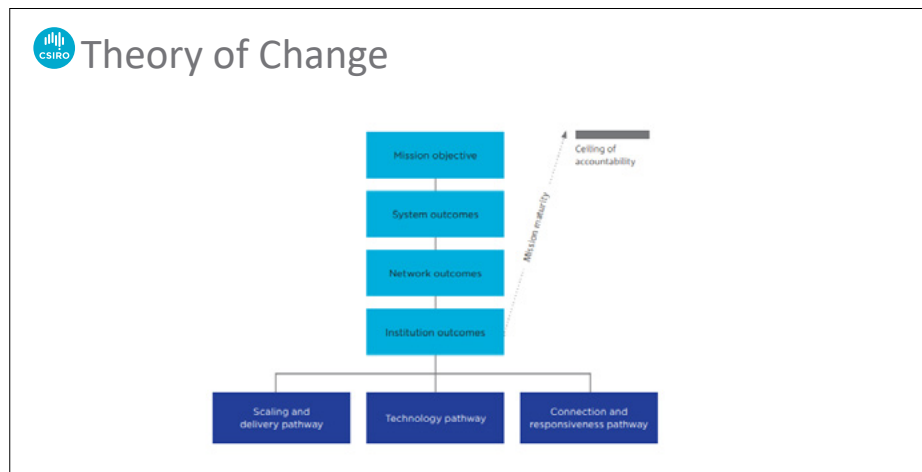 CSIRO
Theory of Change
Mission objective
Ceiling of
accountability
System outcomes
Mission maturity
Network outcomes
Institution outcomes
Scaling and
delivery pathway
Technology pathway
Connection and
responsiveness pathway